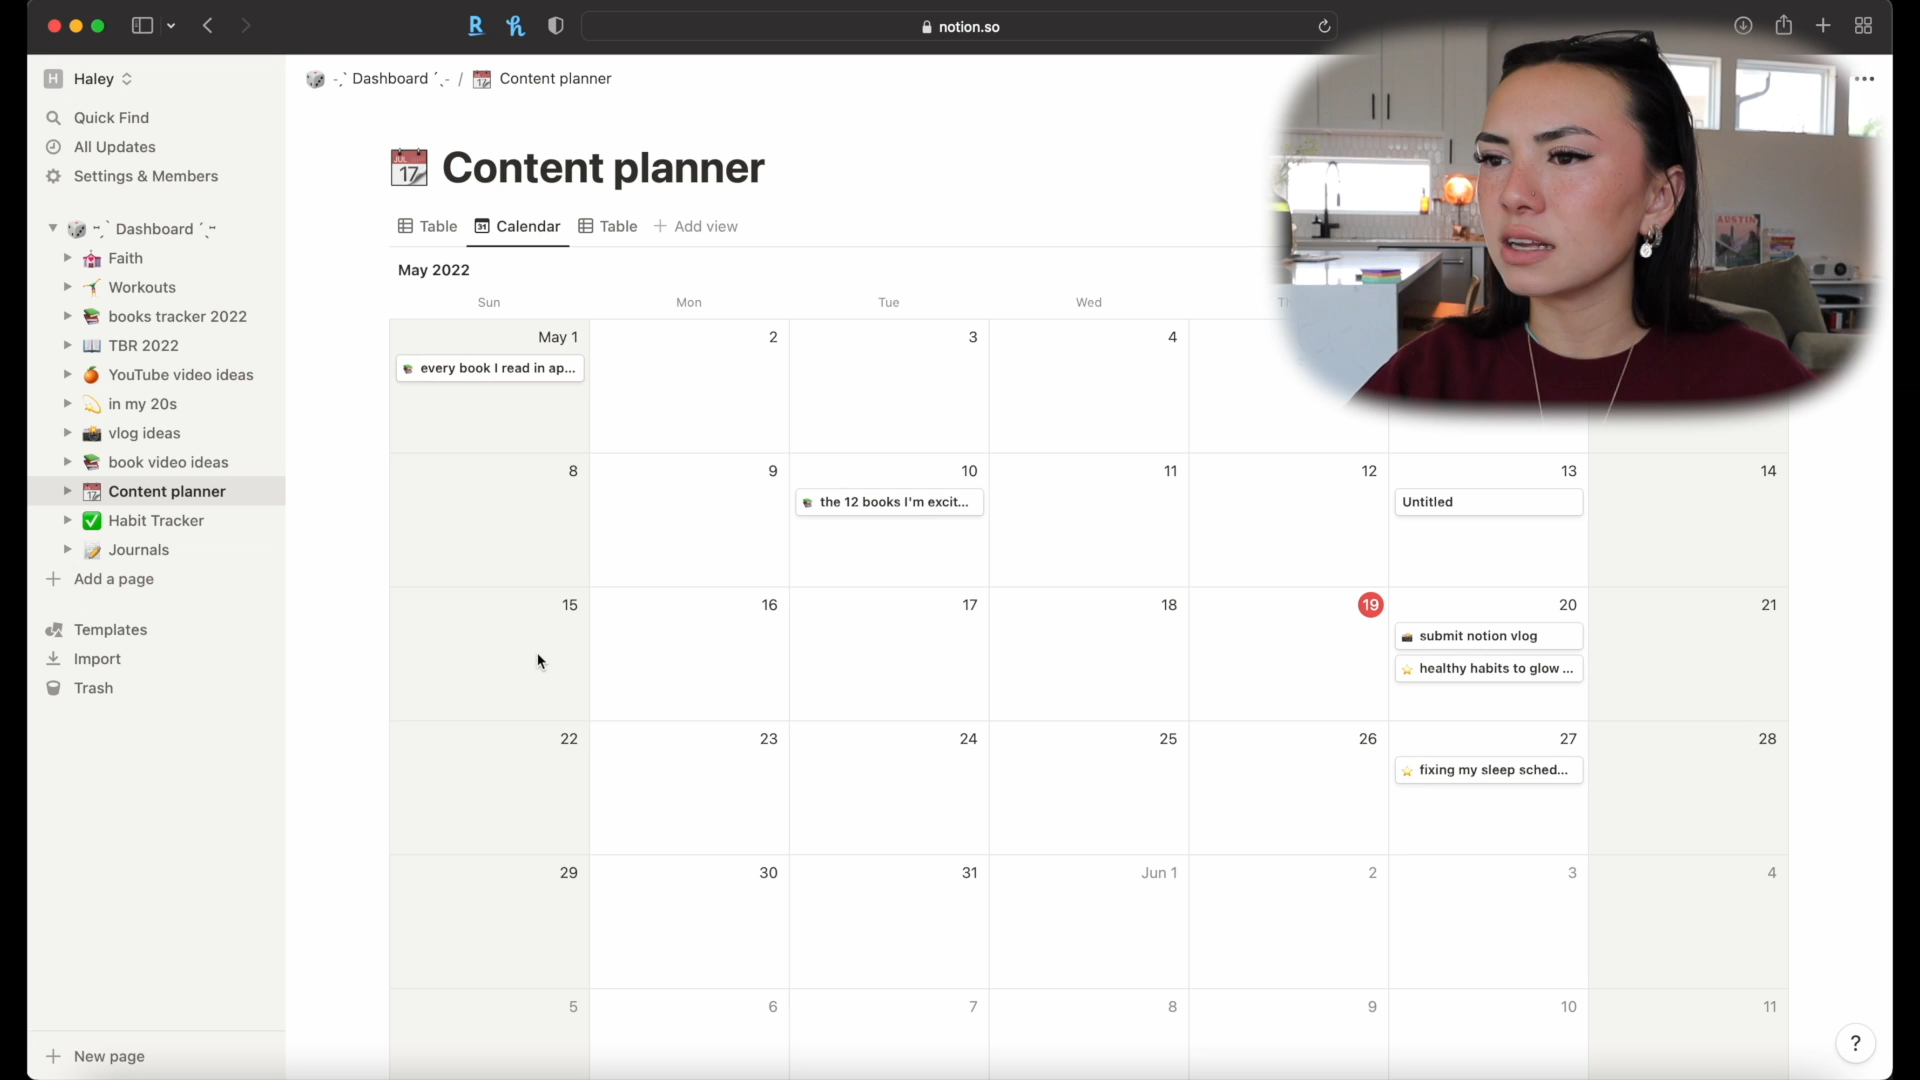 notion.so
H Haley
Quick Find
All Updates
Settings & Members
Dashboard
Faith
Workouts
books tracker 2022
TBR 2022
YouTube video ideas
in my 20s
vlog ideas
book video ideas
Content planner
Habit Tracker
Journals
Add a page
Templates
Import
Trash
New page
Dashboard / Content planner
JUL
17
Content planner
Table Calendar Table Add view
May 2022
Sun Mon Tue Wed
May 1 2 3 4
every book I read in ap...
8 9 10 11 12 13 14
the 12 books I'm excit... Untitled
15 16 17 18 19 20 21
submit notion vlog
healthy habits to glow ...
22 23 24 25 26 27 28
fixing my sleep sched...
29 30 31 Jun 1 2 3 4
5 6 7 8 9 10 11
?
AUSTIN